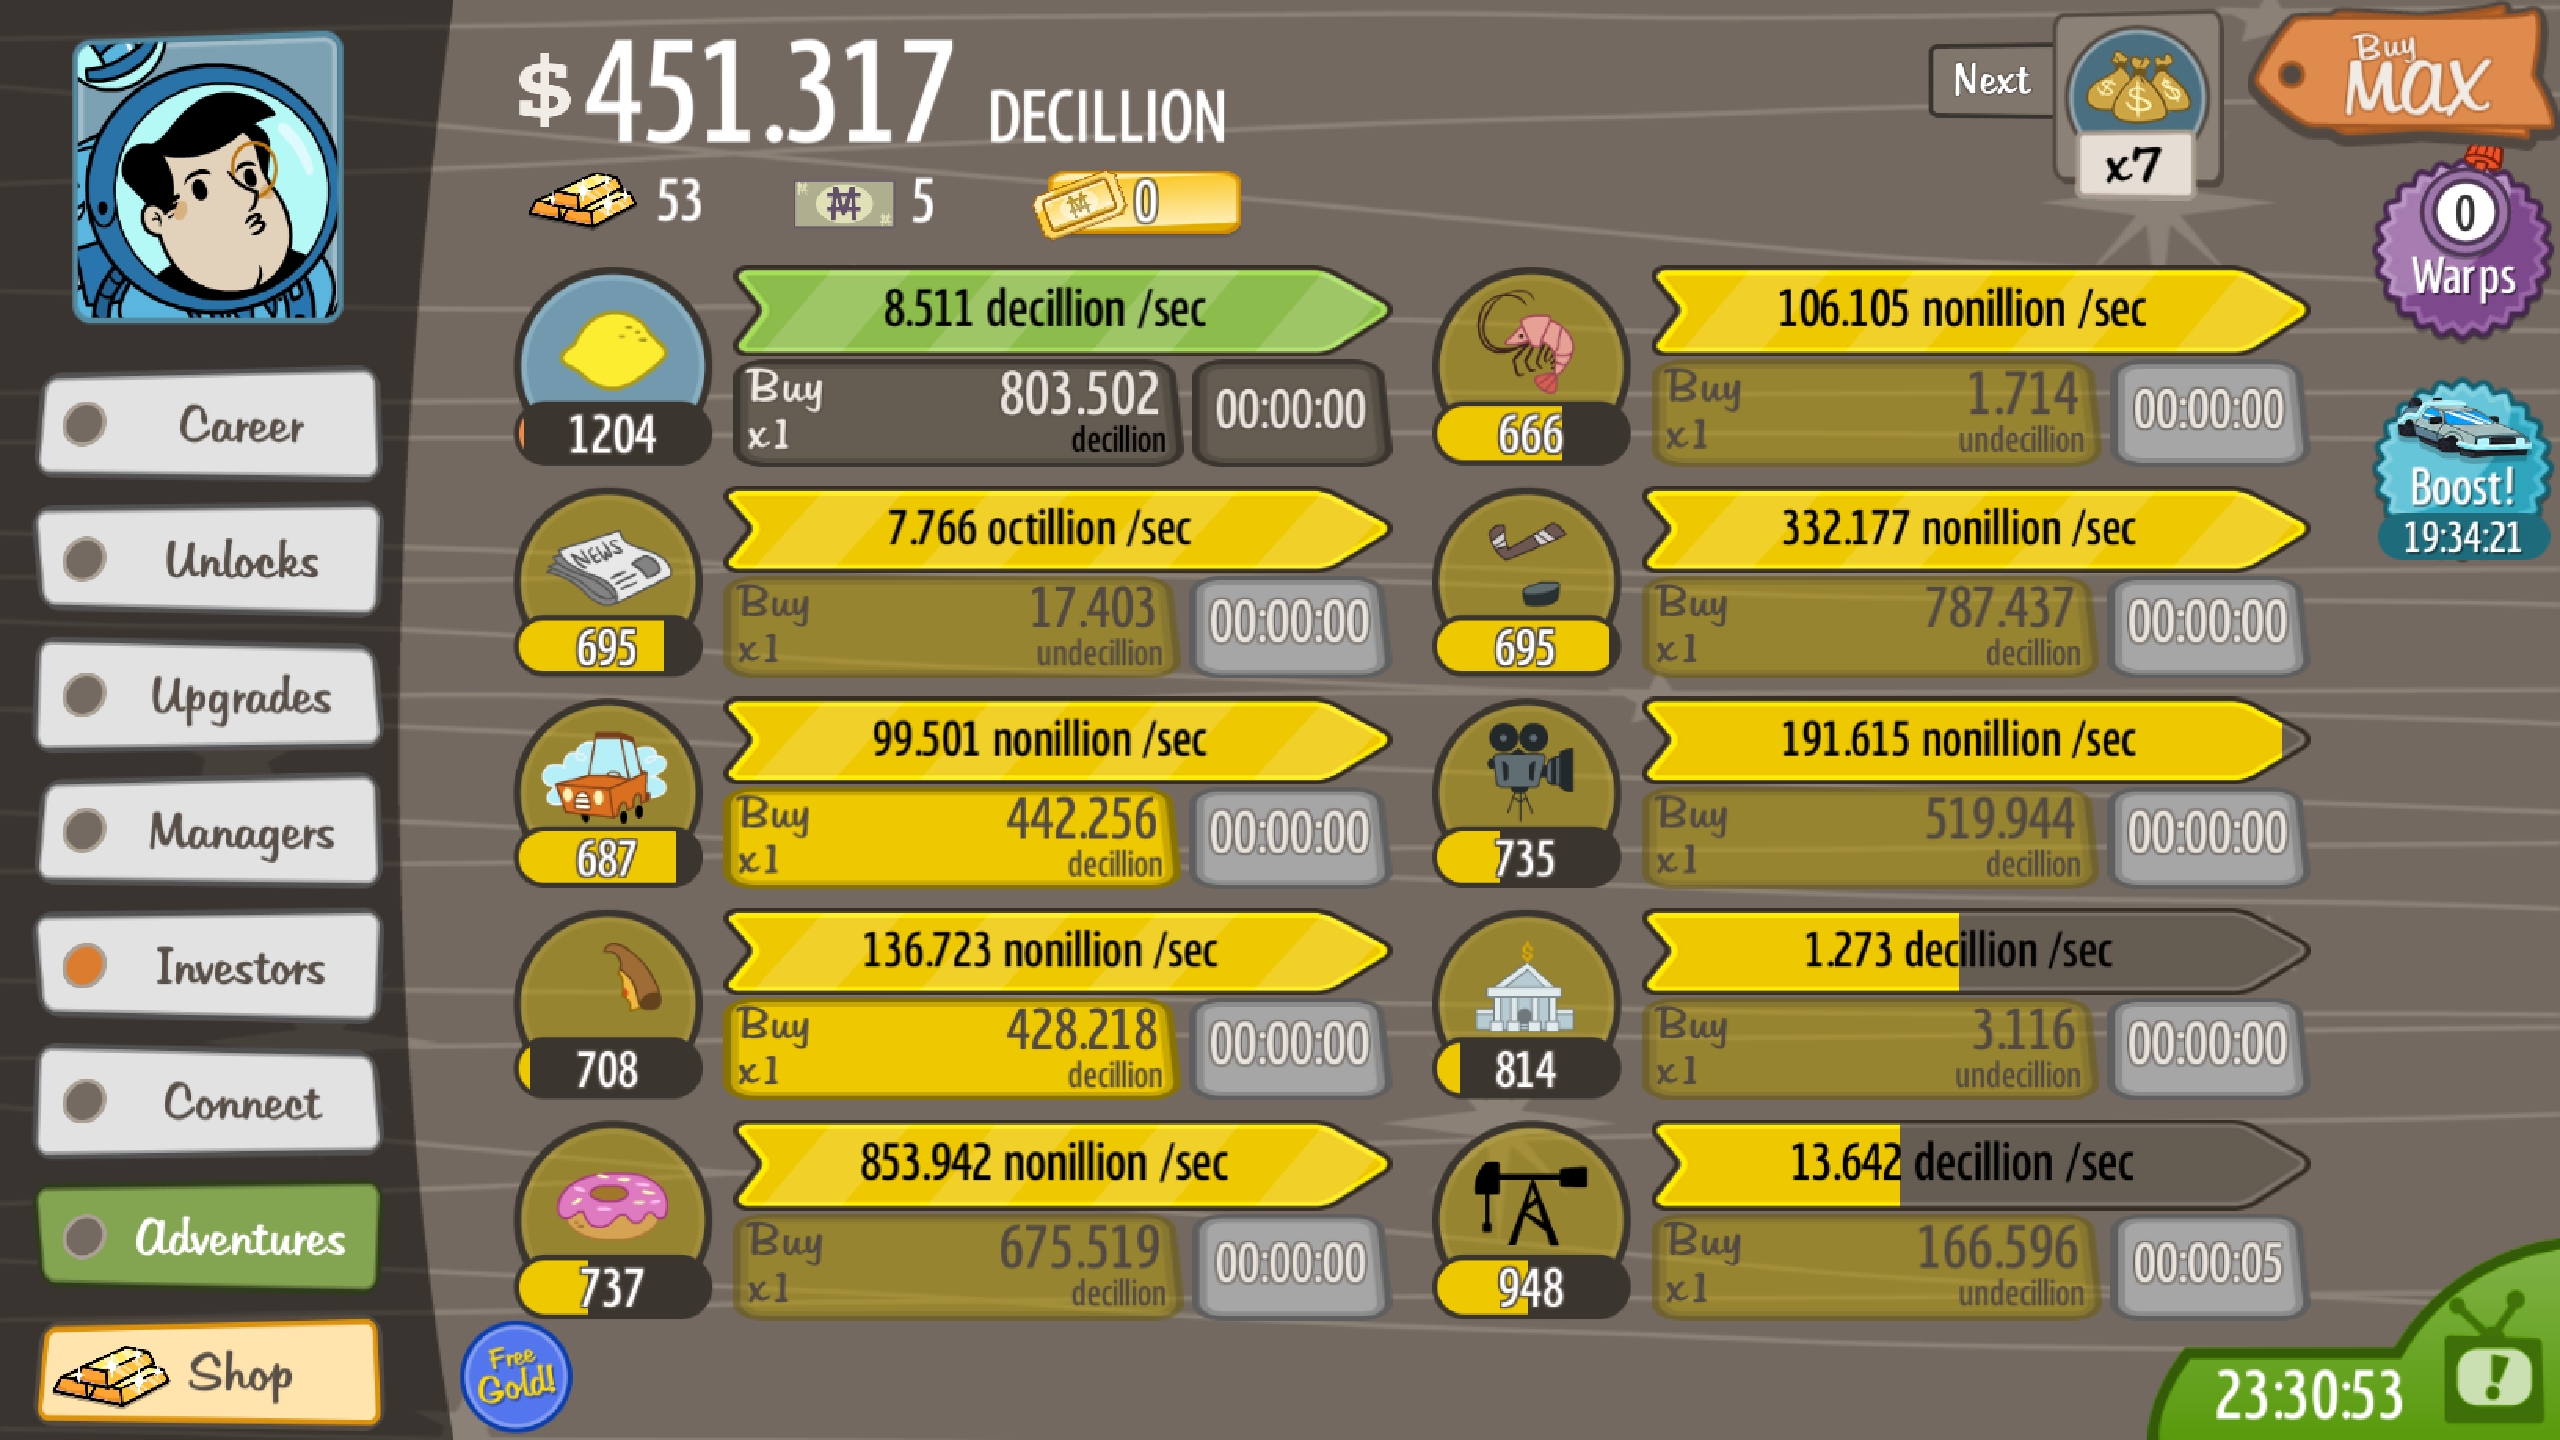 $451.317 DECILLION
53
5
0
Next
x7
Buy
MAX
0
Warps
Boost!
19:34:21
Career
Unlocks
Upgrades
Managers
Investors
Connect
Adventures
Shop
8.511 decillion /sec
1204
Buy
x1
803.502
decillion
00:00:00
106.105 nonillion /sec
666
Buy
x1
1.714
undecillion
00:00:00
NEWS
7.766 octillion /sec
695
Buy
x1
17.403
undecillion
00:00:00
332.177 nonillion /sec
695
Buy
x1
787.437
decillion
00:00:00
99.501 nonillion /sec
687
Buy
x1
442.256
decillion
00:00:00
191.615 nonillion /sec
735
Buy
x1
519.944
decillion
00:00:00
136.723 nonillion /sec
708
Buy
x1
428.218
decillion
00:00:00
1.273 decillion /sec
814
Buy
x1
3.116
undecillion
00:00:00
853.942 nonillion /sec
737
Buy
x1
675.519
decillion
00:00:00
13.642 decillion /sec
948
Buy
x1
166.596
undecillion
00:00:05
Free
Gold!
23:30:53
!